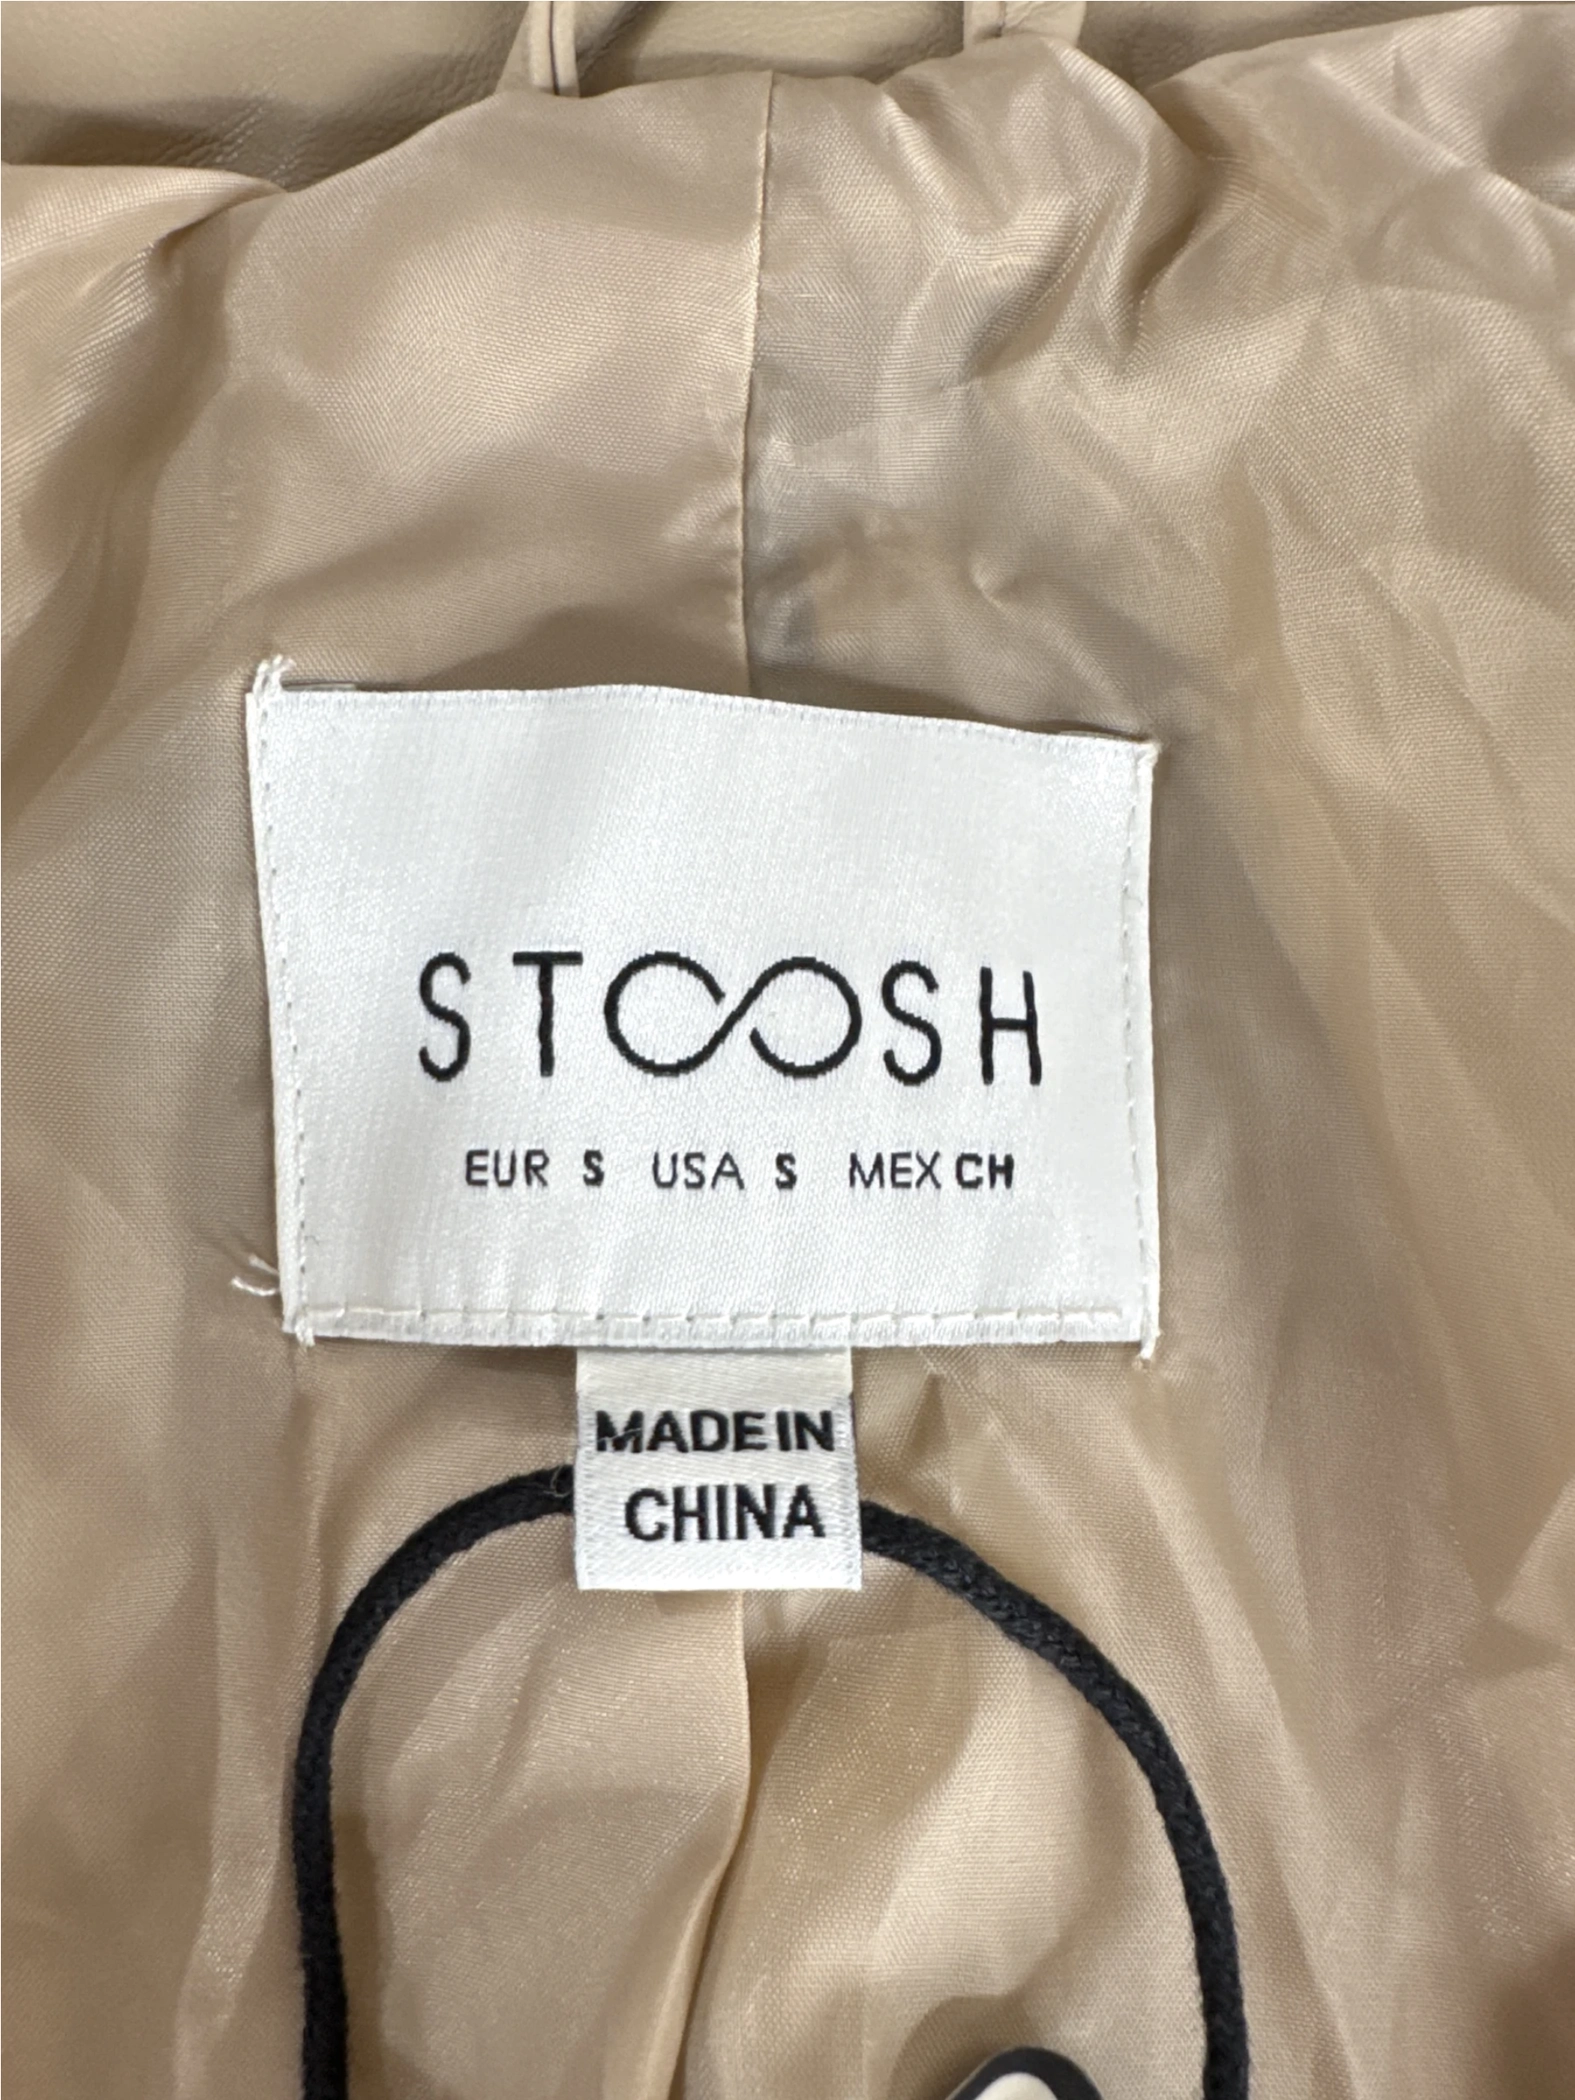 STOOSH
EUR S USA S MEX CH
MADE IN
CHINA